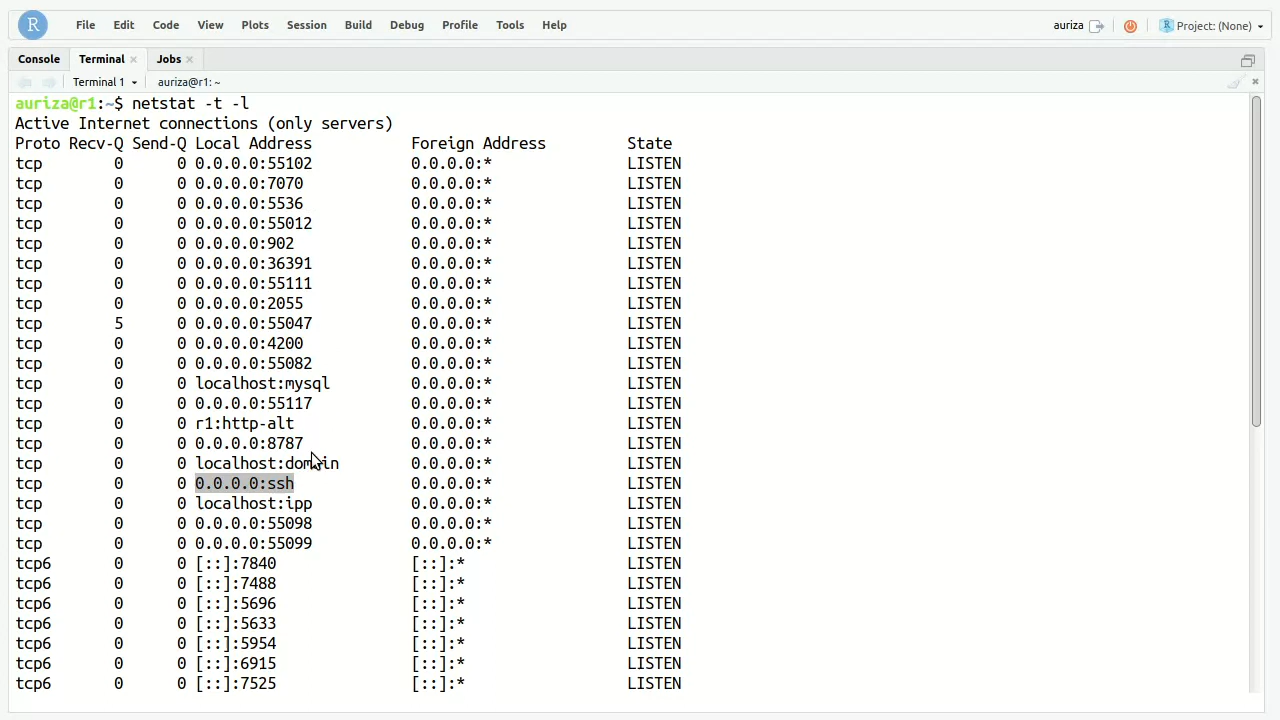 R File Edit Code View Plots Session Build Debug Profile Tools Help auriza R Project: (None)
Console Terminal × Jobs ×
Terminal 1 auriza@r1: ~
auriza@r1:~$ netstat -t -l
Active Internet connections (only servers)
Proto Recv-Q Send-Q Local Address Foreign Address State
tcp 0 0 0.0.0.0:55102 0.0.0.0:* LISTEN
tcp 0 0 0.0.0.0:7070 0.0.0.0:* LISTEN
tcp 0 0 0.0.0.0:5536 0.0.0.0:* LISTEN
tcp 0 0 0.0.0.0:55012 0.0.0.0:* LISTEN
tcp 0 0 0.0.0.0:902 0.0.0.0:* LISTEN
tcp 0 0 0.0.0.0:36391 0.0.0.0:* LISTEN
tcp 0 0 0.0.0.0:55111 0.0.0.0:* LISTEN
tcp 0 0 0.0.0.0:2055 0.0.0.0:* LISTEN
tcp 5 0 0.0.0.0:55047 0.0.0.0:* LISTEN
tcp 0 0 0.0.0.0:4200 0.0.0.0:* LISTEN
tcp 0 0 0.0.0.0:55082 0.0.0.0:* LISTEN
tcp 0 0 localhost:mysql 0.0.0.0:* LISTEN
tcp 0 0 0.0.0.0:55117 0.0.0.0:* LISTEN
tcp 0 0 r1:http-alt 0.0.0.0:* LISTEN
tcp 0 0 0.0.0.0:8787 0.0.0.0:* LISTEN
tcp 0 0 localhost:domain 0.0.0.0:* LISTEN
tcp 0 0 0.0.0.0:ssh 0.0.0.0:* LISTEN
tcp 0 0 localhost:ipp 0.0.0.0:* LISTEN
tcp 0 0 0.0.0.0:55098 0.0.0.0:* LISTEN
tcp 0 0 0.0.0.0:55099 0.0.0.0:* LISTEN
tcp6 0 0 [::]:7840 [::]:* LISTEN
tcp6 0 0 [::]:7488 [::]:* LISTEN
tcp6 0 0 [::]:5696 [::]:* LISTEN
tcp6 0 0 [::]:5633 [::]:* LISTEN
tcp6 0 0 [::]:5954 [::]:* LISTEN
tcp6 0 0 [::]:6915 [::]:* LISTEN
tcp6 0 0 [::]:7525 [::]:* LISTEN